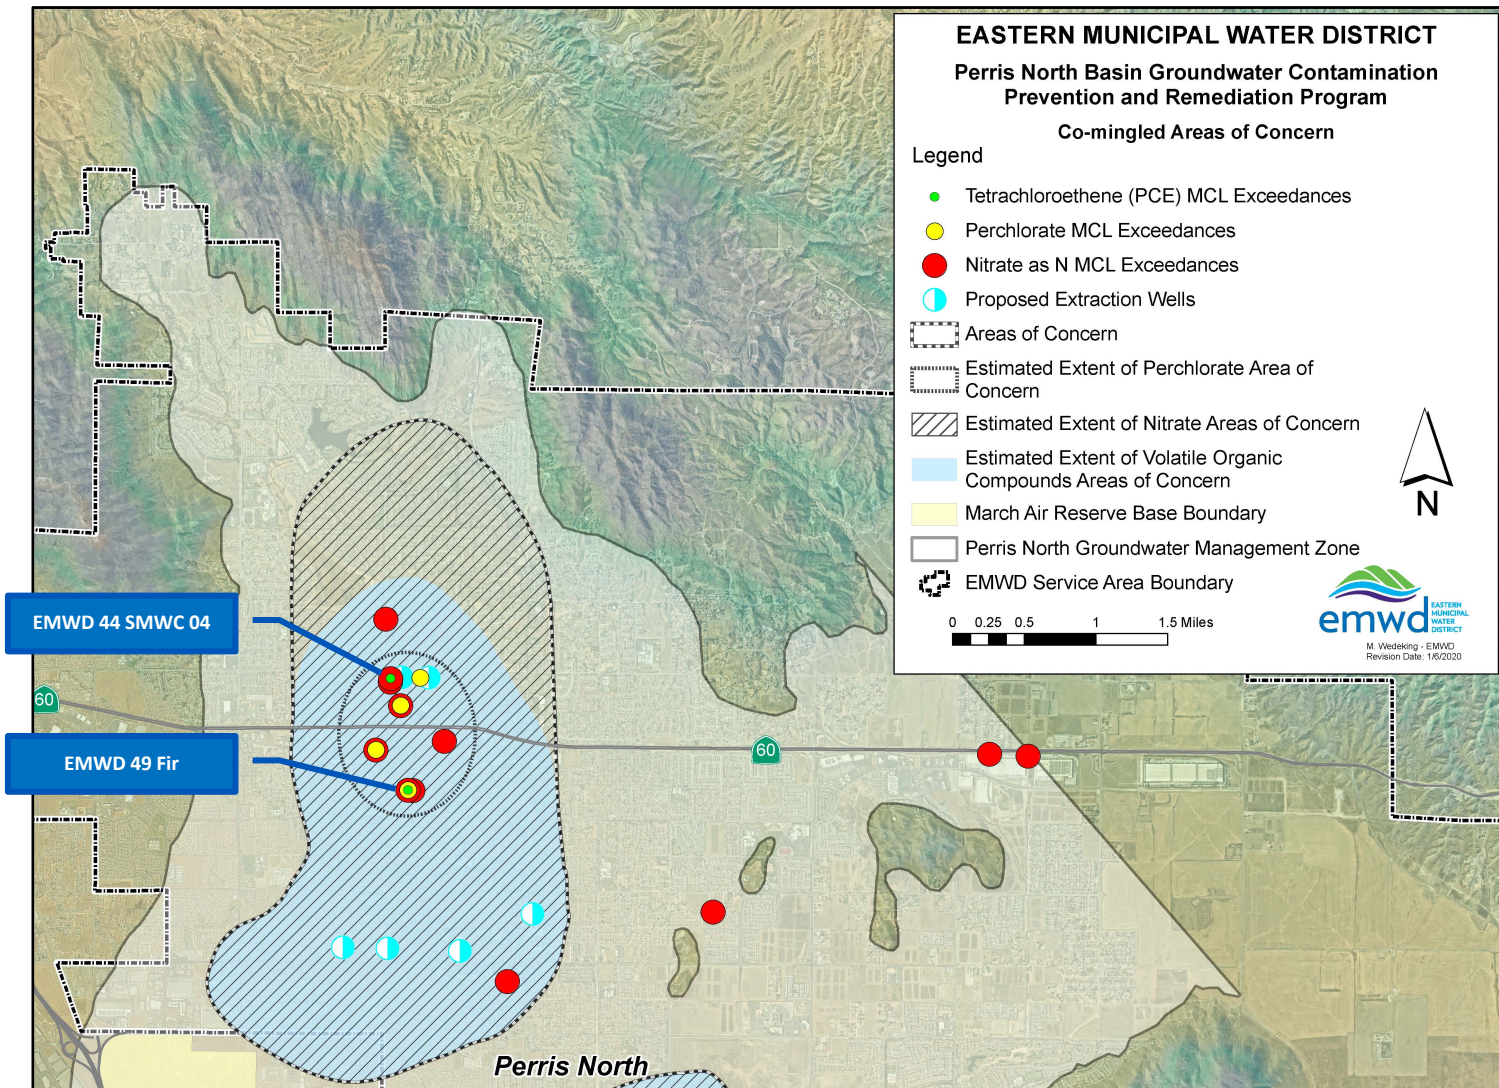 EASTERN MUNICIPAL WATER DISTRICT
Perris North Basin Groundwater Contamination
Prevention and Remediation Program
Co-mingled Areas of Concern
Legend
Tetrachloroethene (PCE) MCL Exceedances
Perchlorate MCL Exceedances
Nitrate as N MCL Exceedances
Proposed Extraction Wells
Areas of Concern
Estimated Extent of Perchlorate Area of
Concern
Estimated Extent of Nitrate Areas of Concern
Estimated Extent of Volatile Organic
Compounds Areas of Concern
March Air Reserve Base Boundary
Perris North Groundwater Management Zone
EMWD Service Area Boundary
N
0 0.25 0.5 1 1.5 Miles
emwd
EASTERN
MUNICIPAL
WATER
DISTRICT
M. Wedeking - EMWD
Revision Date: 1/6/2020
EMWD 44 SMWC 04
60
EMWD 49 Fir
60
Perris North